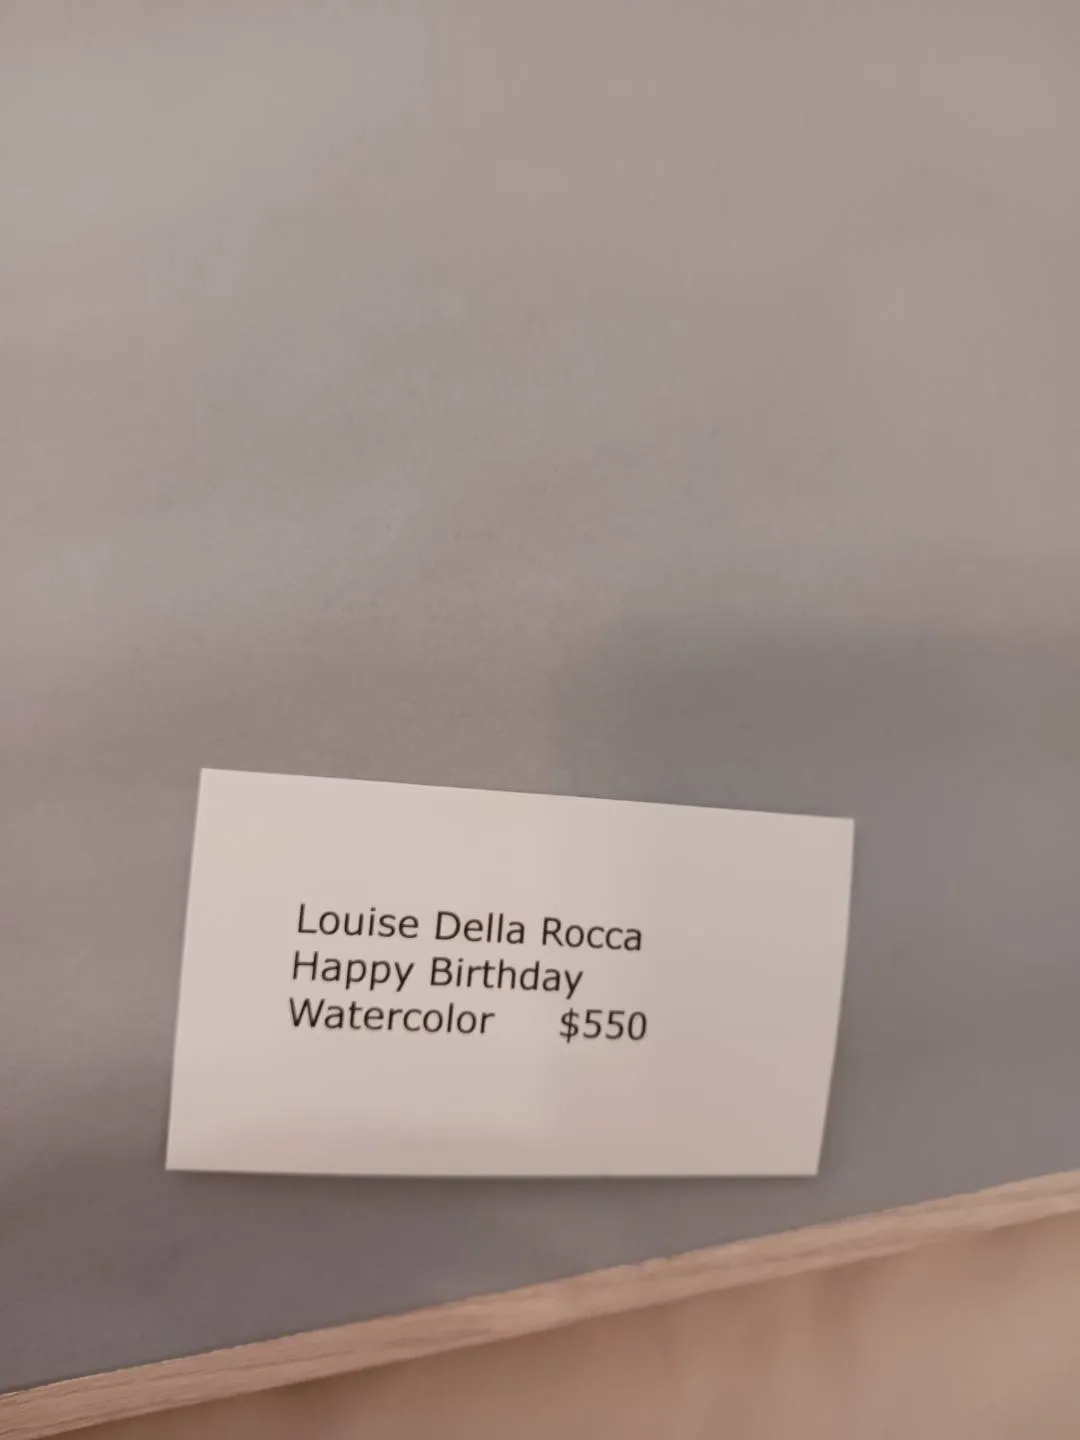 Louise Della Rocca
Happy Birthday
Watercolor $550